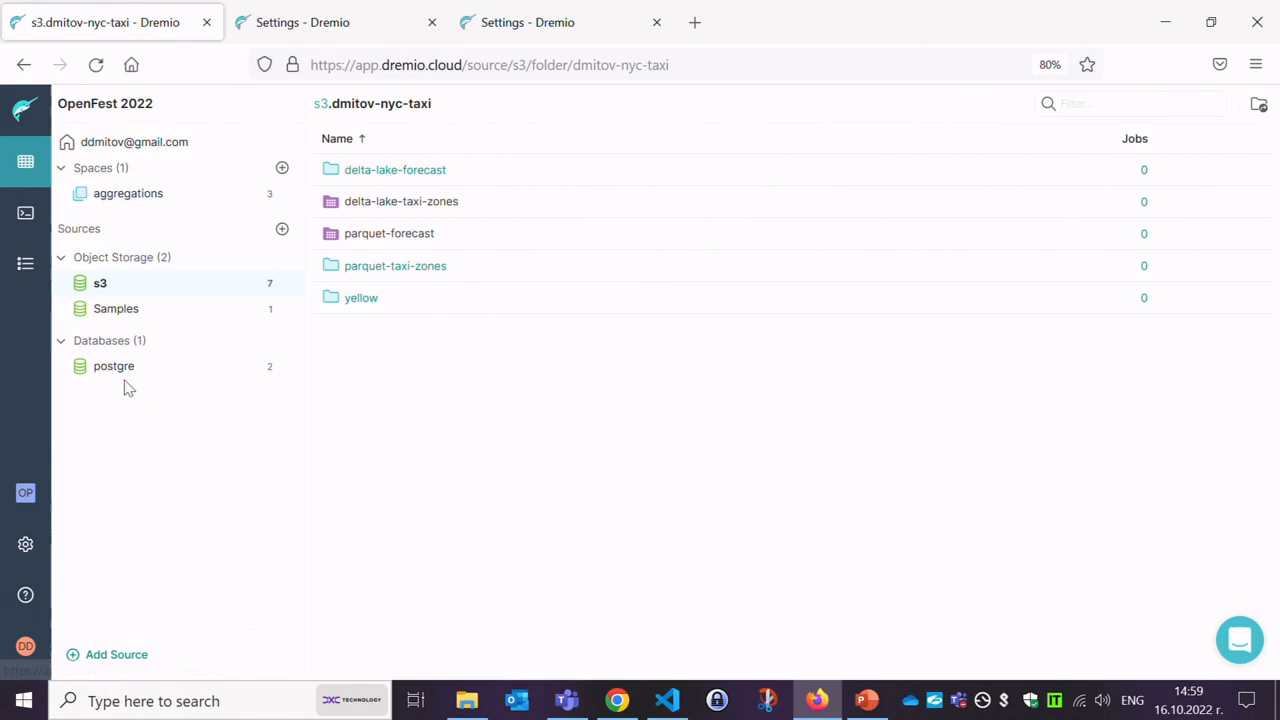 s3.dmitov-nyc-taxi - Dremio
Settings - Dremio
Settings - Dremio
https://app.dremio.cloud/source/s3/folder/dmitov-nyc-taxi
80%
OpenFest 2022
s3.dmitov-nyc-taxi
Filter...
ddmitov@gmail.com
Name
Jobs
Spaces (1)
delta-lake-forecast
0
aggregations
3
delta-lake-taxi-zones
0
Sources
parquet-forecast
0
Object Storage (2)
parquet-taxi-zones
0
s3
7
yellow
0
Samples
1
Databases (1)
postgre
2
OP
DD
Add Source
Type here to search
DXC TECHNOLOGY
ЕНГ
14:59
16.10.2022 г.